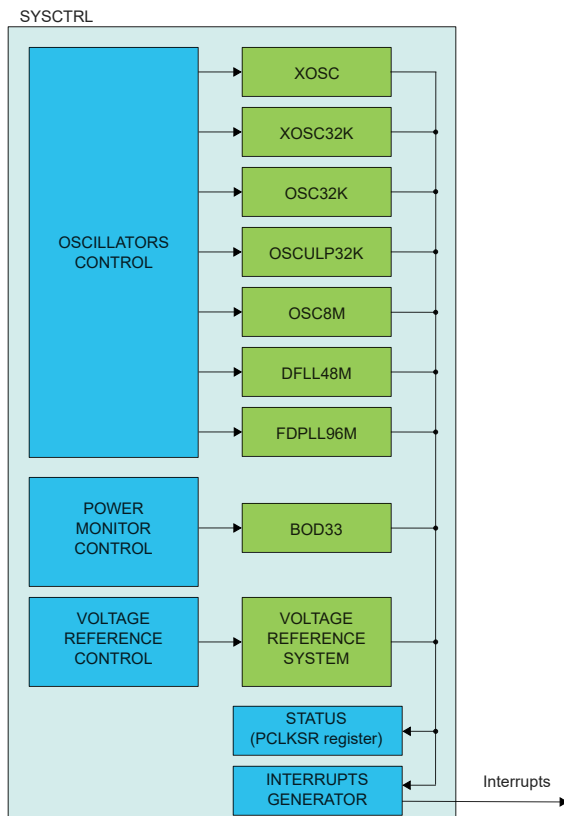 SYSCTRL
OSCILLATORS
CONTROL
XOSC
XOSC32K
OSC32K
OSCULP32K
OSC8M
DFLL48M
FDPLL96M
POWER
MONITOR
CONTROL
BOD33
VOLTAGE
REFERENCE
CONTROL
VOLTAGE
REFERENCE
SYSTEM
STATUS
(PCLKSR register)
INTERRUPTS
GENERATOR
Interrupts